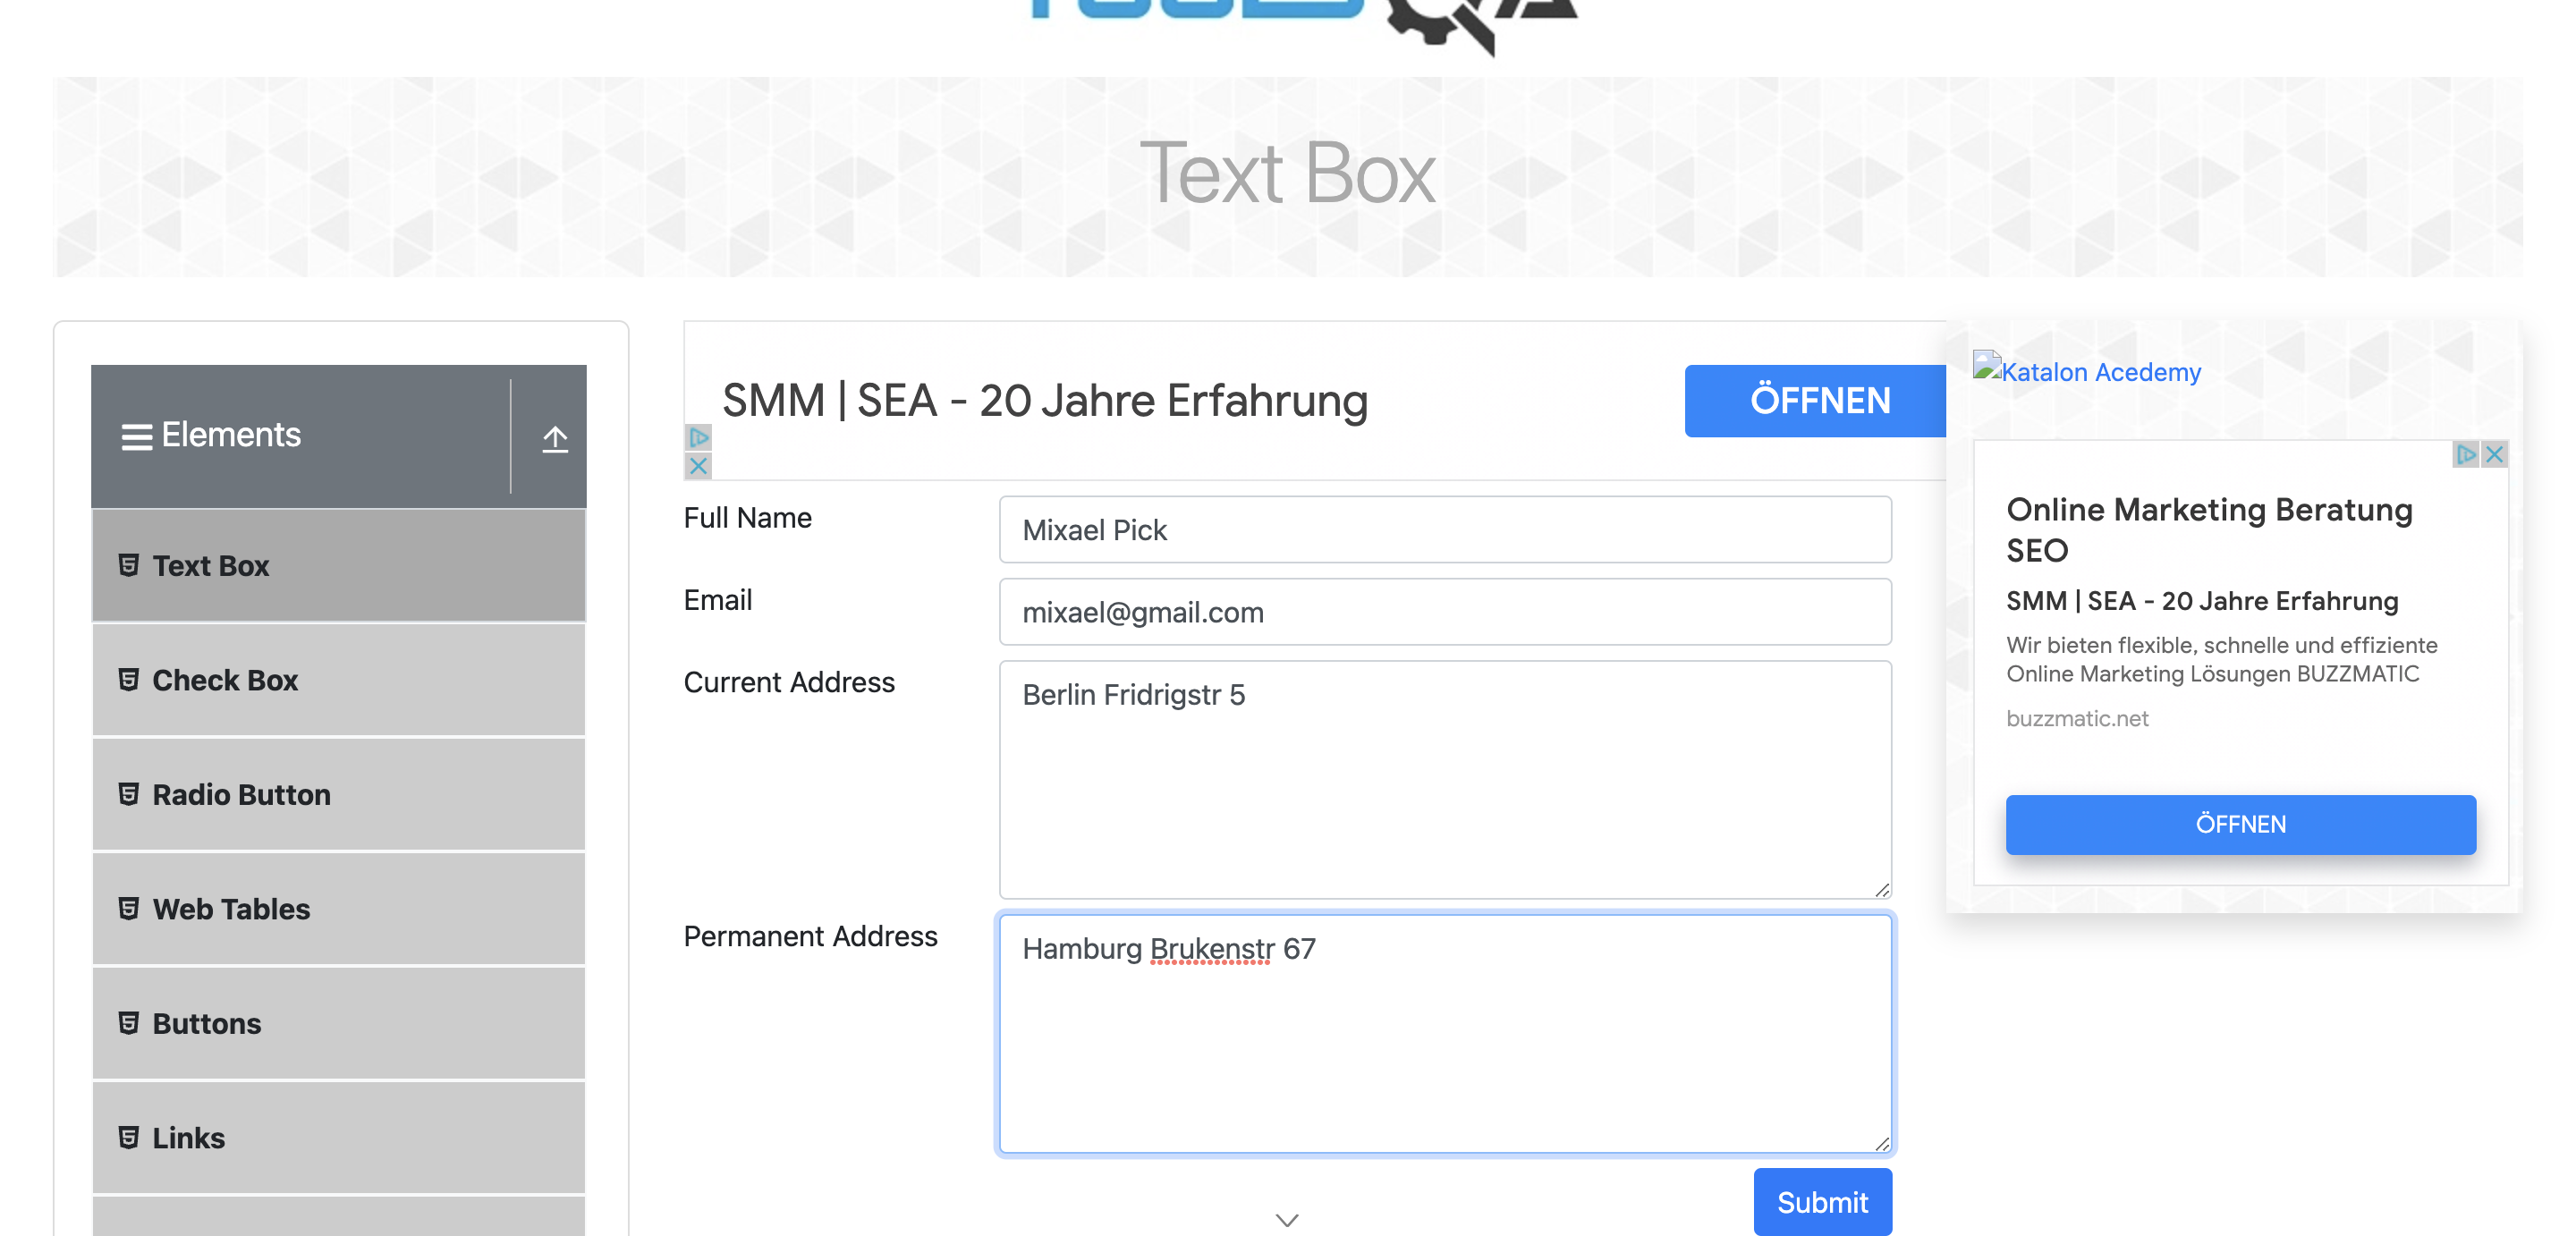 Text Box
Elements
Text Box
Check Box
Radio Button
Web Tables
Buttons
Links
SMM | SEA - 20 Jahre Erfahrung
ÖFFNEN
Full Name
Mixael Pick
Email
mixael@gmail.com
Current Address
Berlin Fridrigstr 5
Permanent Address
Hamburg Brukenstr 67
Submit
Katalon Acedemy
Online Marketing Beratung
SEO
SMM | SEA - 20 Jahre Erfahrung
Wir bieten flexible, schnelle und effiziente
Online Marketing Lösungen BUZZMATIC
buzzmatic.net
ÖFFNEN